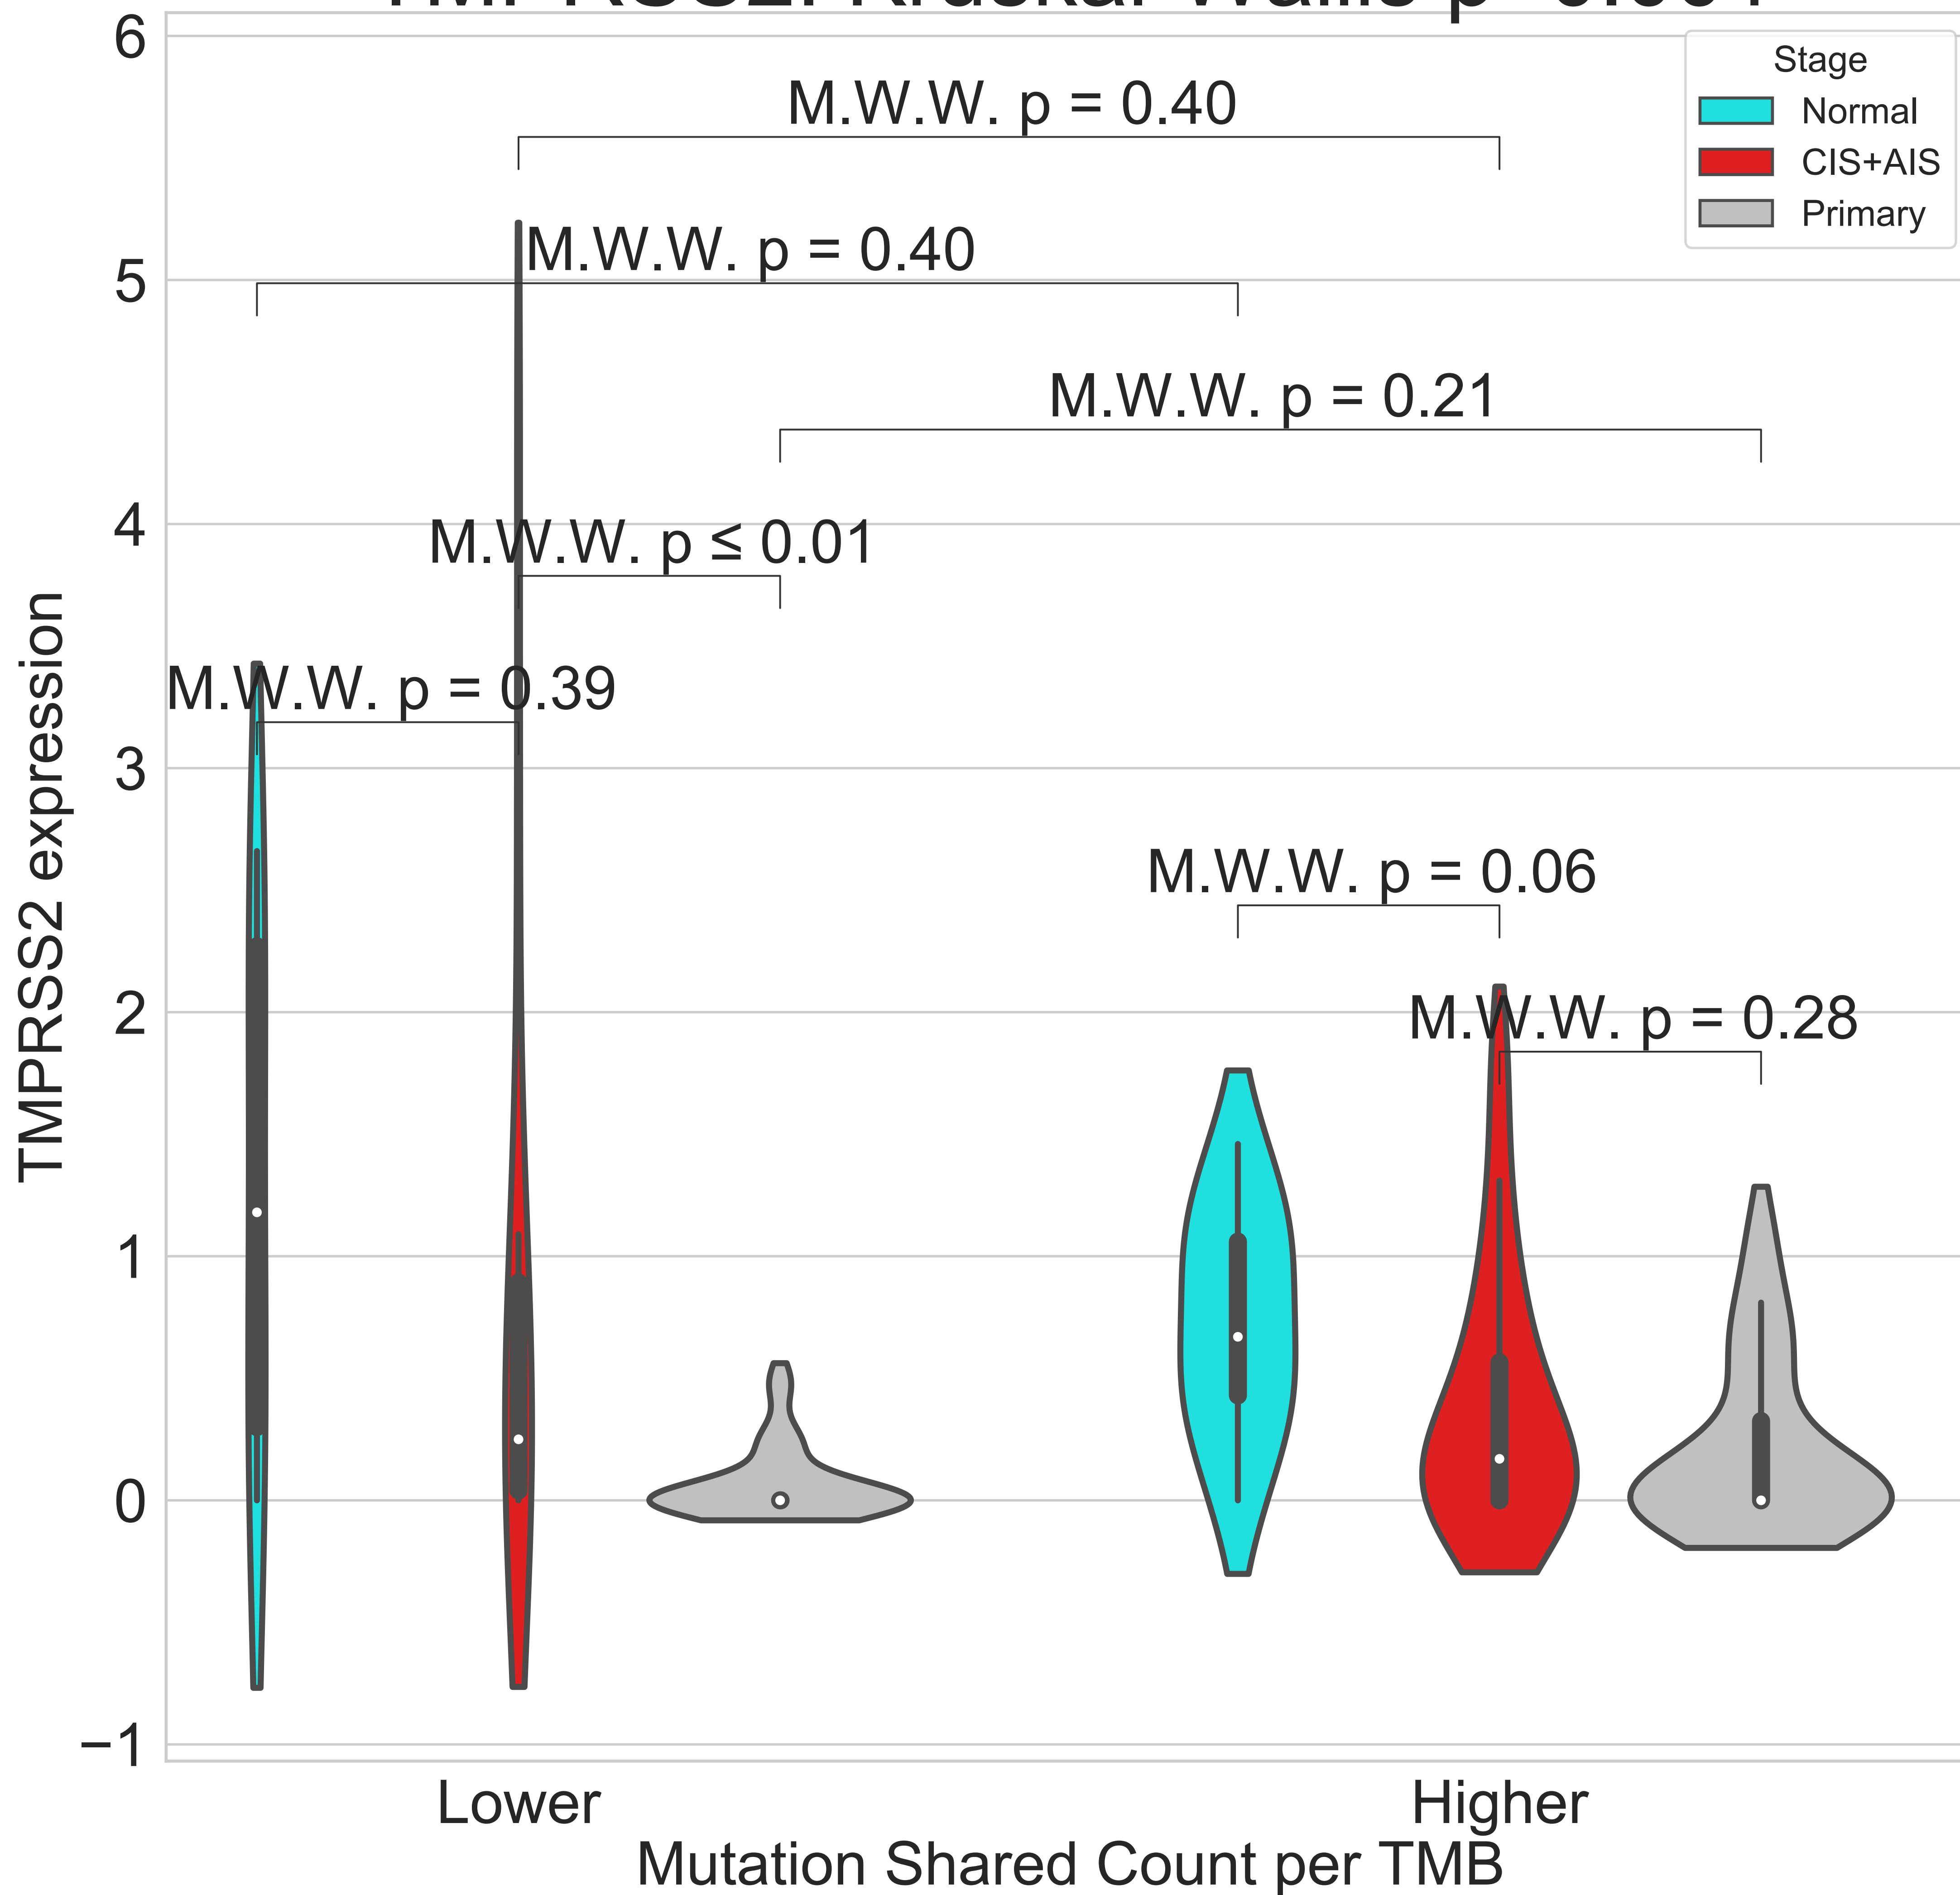 6
5
4
3
2
1
0
−1
TMPRSS2 expression
Stage
Normal
CIS+AIS
Primary
M.W.W. p = 0.40
M.W.W. p = 0.40
M.W.W. p = 0.21
M.W.W. p ≤ 0.01
M.W.W. p = 0.39
M.W.W. p = 0.06
M.W.W. p = 0.28
Lower
Higher
Mutation Shared Count per TMB